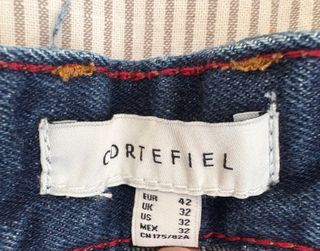 CORTEFIEL
EUR 42
UK 32
US 32
MEX 32
CN 175/82A